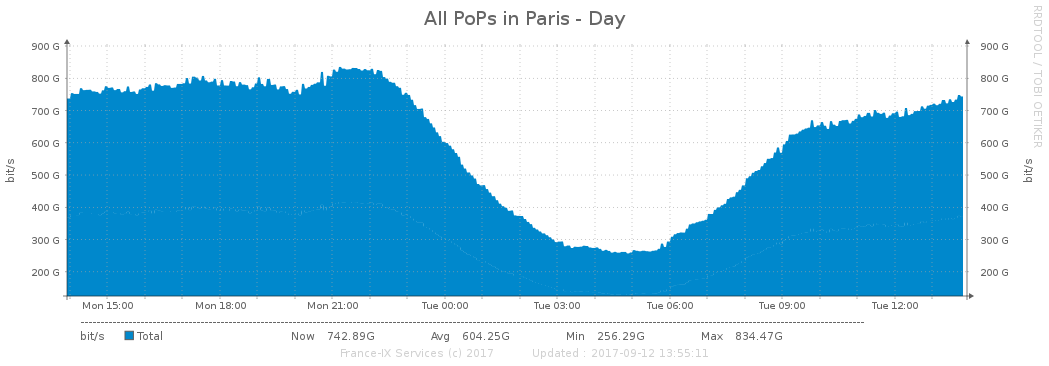 All PoPs in Paris - Day
RRDTOOL / TOBI OETIKER
900 G 900 G
800 G 800 G
700 G 700 G
600 G 600 G
500 G 500 G
400 G 400 G
300 G 300 G
200 G 200 G
bit/s bit/s
Mon 15:00 Mon 18:00 Mon 21:00 Tue 00:00 Tue 03:00 Tue 06:00 Tue 09:00 Tue 12:00
bit/s Total Now 742.89G Avg 604.25G Min 256.29G Max 834.47G
France-IX Services (c) 2017 Updated : 2017-09-12 13:55:11